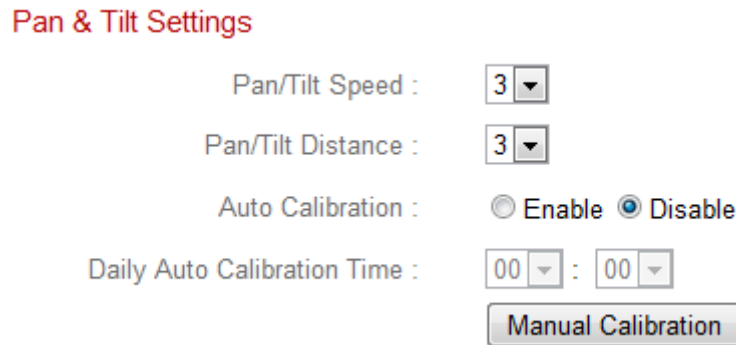 Pan & Tilt Settings
Pan/Tilt Speed : 3
Pan/Tilt Distance : 3
Auto Calibration : Enable Disable
Daily Auto Calibration Time : 00 : 00
Manual Calibration